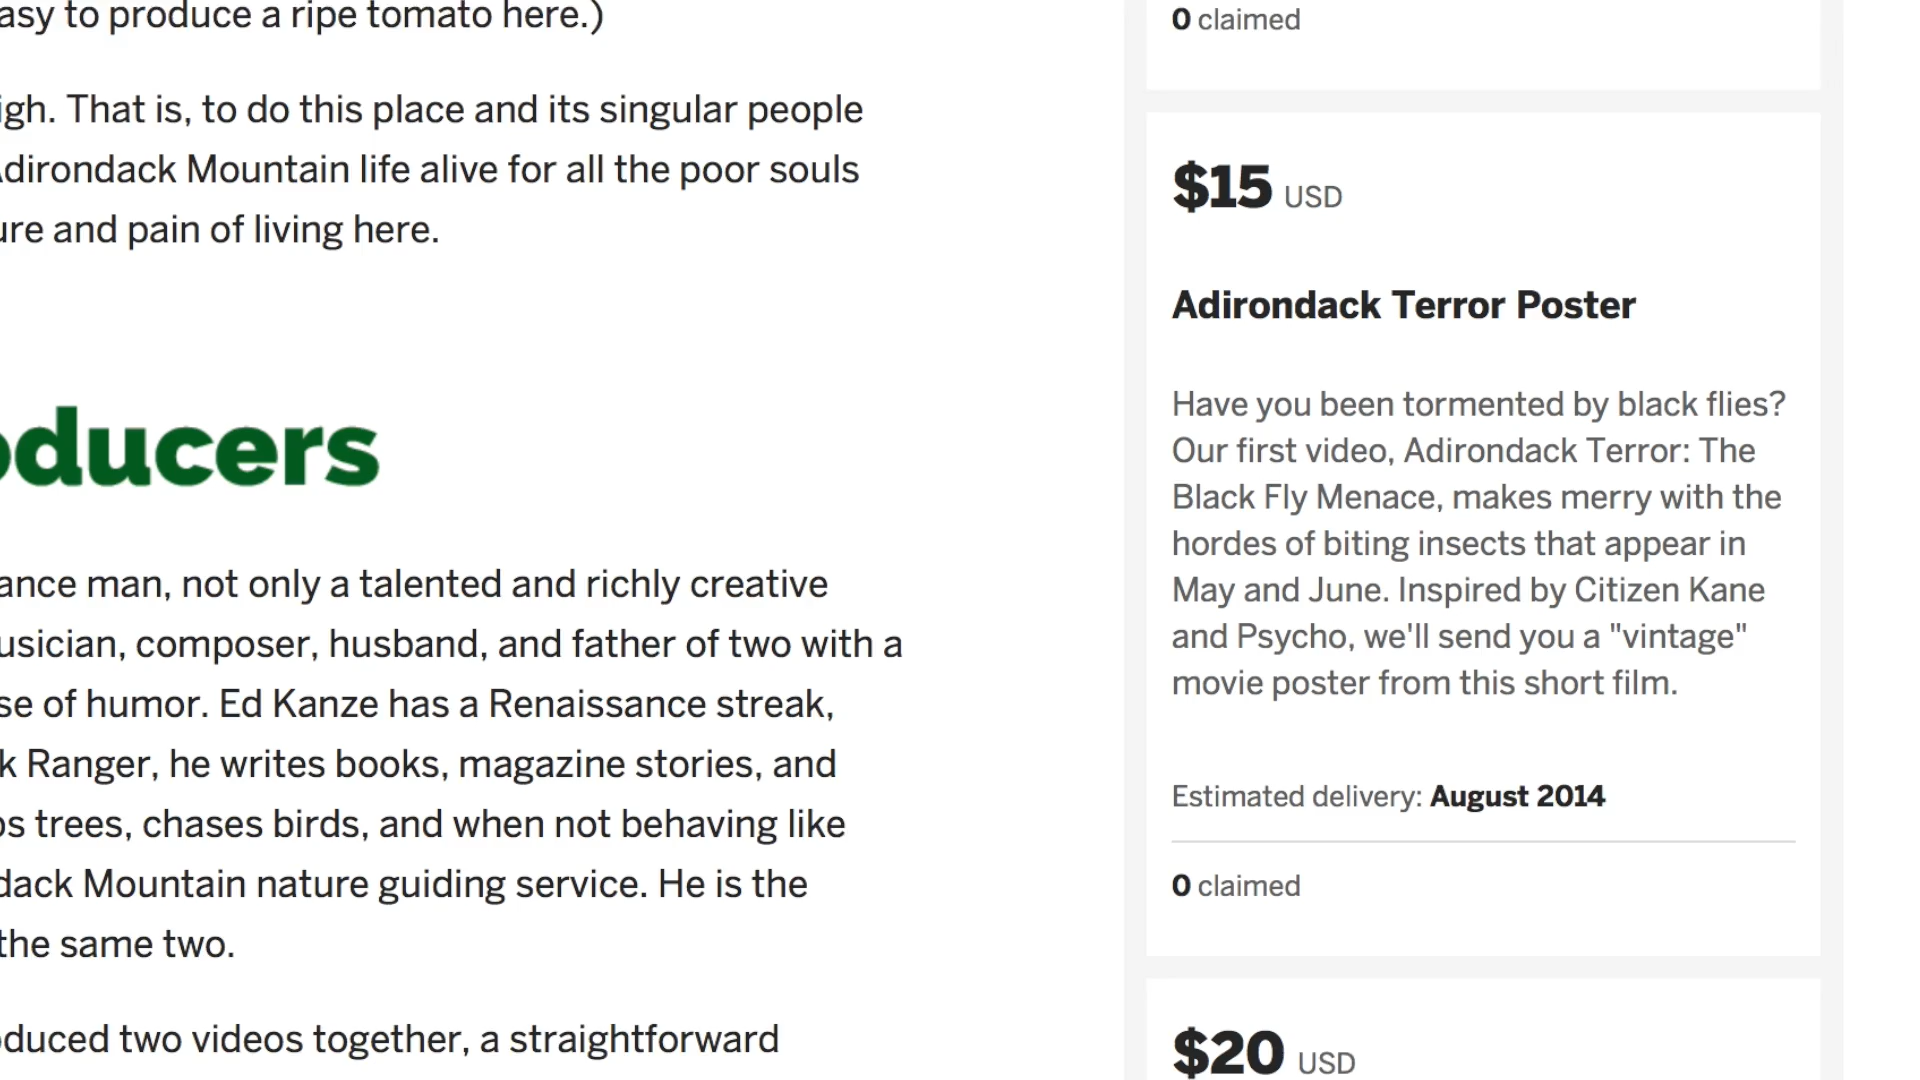 asy to produce a ripe tomato here.)
igh. That is, to do this place and its singular people
Adirondack Mountain life alive for all the poor souls
ure and pain of living here.
oducers
ance man, not only a talented and richly creative
usician, composer, husband, and father of two with a
se of humor. Ed Kanze has a Renaissance streak,
k Ranger, he writes books, magazine stories, and
os trees, chases birds, and when not behaving like
dack Mountain nature guiding service. He is the
the same two.
oduced two videos together, a straightforward
0 claimed
$15 USD
Adirondack Terror Poster
Have you been tormented by black flies?
Our first video, Adirondack Terror: The
Black Fly Menace, makes merry with the
hordes of biting insects that appear in
May and June. Inspired by Citizen Kane
and Psycho, we'll send you a "vintage"
movie poster from this short film.
Estimated delivery: August 2014
0 claimed
$20 USD